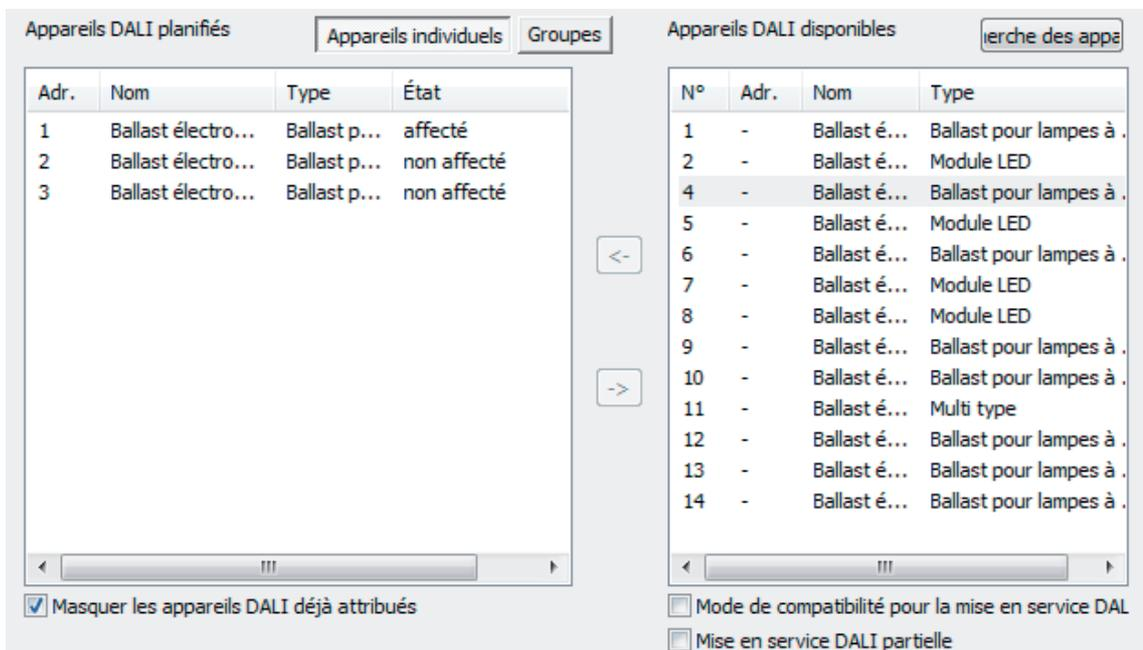 Appareils DALI planifiés
Appareils individuels Groupes
Adr. Nom Type État
1 Ballast électro... Ballast p... affecté
2 Ballast électro... Ballast p... non affecté
3 Ballast électro... Ballast p... non affecté
<-
->
Masquer les appareils DALI déjà attribués
Appareils DALI disponibles
erche des appa
N° Adr. Nom Type
1 - Ballast é... Ballast pour lampes à .
2 - Ballast é... Module LED
4 - Ballast é... Ballast pour lampes à .
5 - Ballast é... Module LED
6 - Ballast é... Ballast pour lampes à .
7 - Ballast é... Module LED
8 - Ballast é... Module LED
9 - Ballast é... Ballast pour lampes à .
10 - Ballast é... Ballast pour lampes à .
11 - Ballast é... Multi type
12 - Ballast é... Ballast pour lampes à .
13 - Ballast é... Ballast pour lampes à .
14 - Ballast é... Ballast pour lampes à .
Mode de compatibilité pour la mise en service DAL
Mise en service DALI partielle